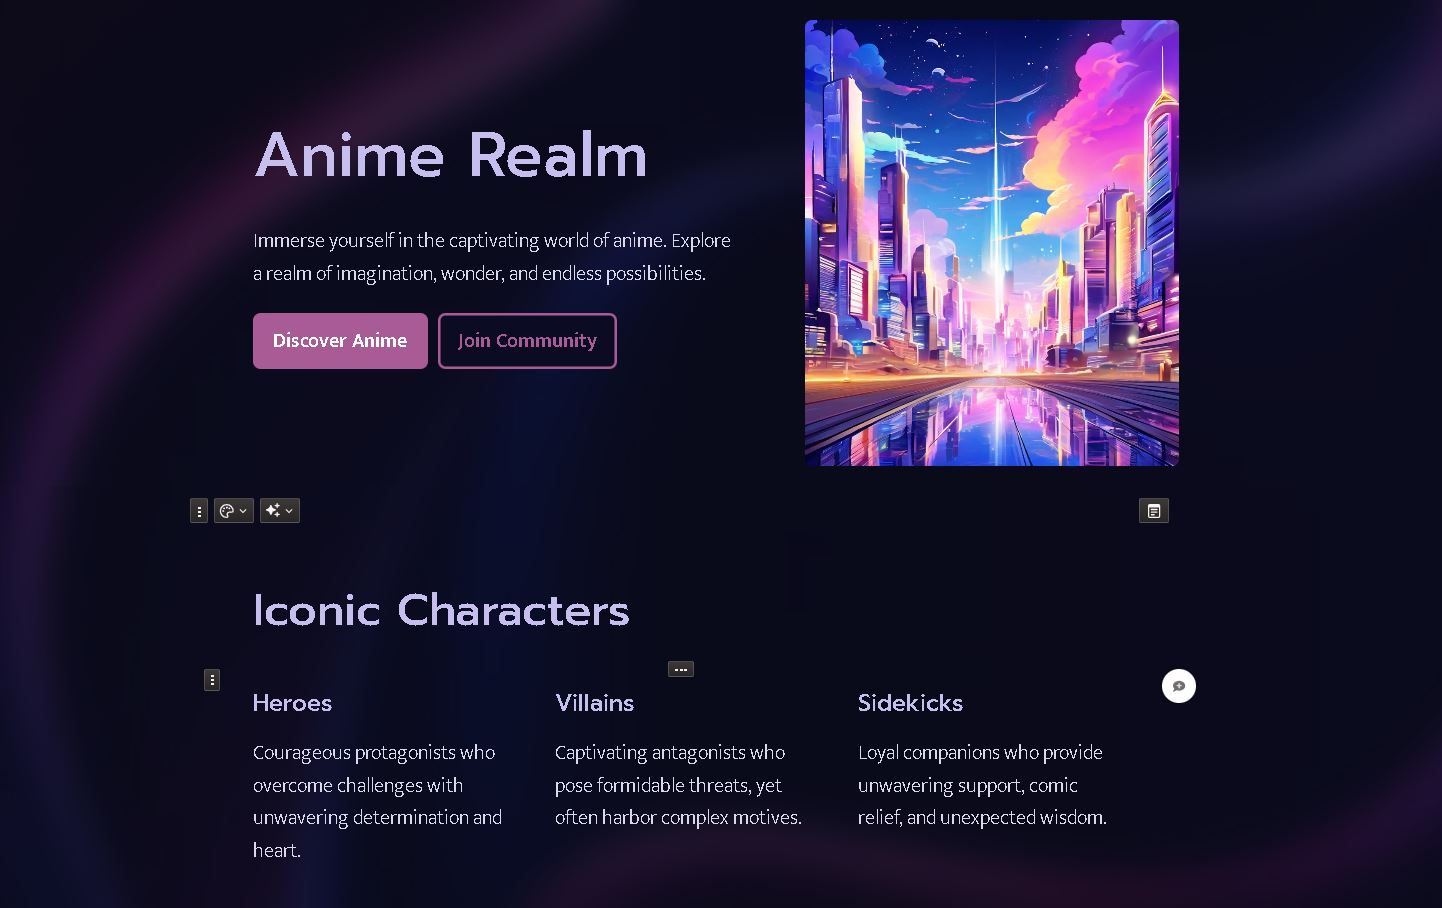 Anime Realm
Immerse yourself in the captivating world of anime. Explore
a realm of imagination, wonder, and endless possibilities.
Discover Anime
Join Community
Iconic Characters
Heroes
Courageous protagonists who
overcome challenges with
unwavering determination and
heart.
Villains
Captivating antagonists who
pose formidable threats, yet
often harbor complex motives.
Sidekicks
Loyal companions who provide
unwavering support, comic
relief, and unexpected wisdom.